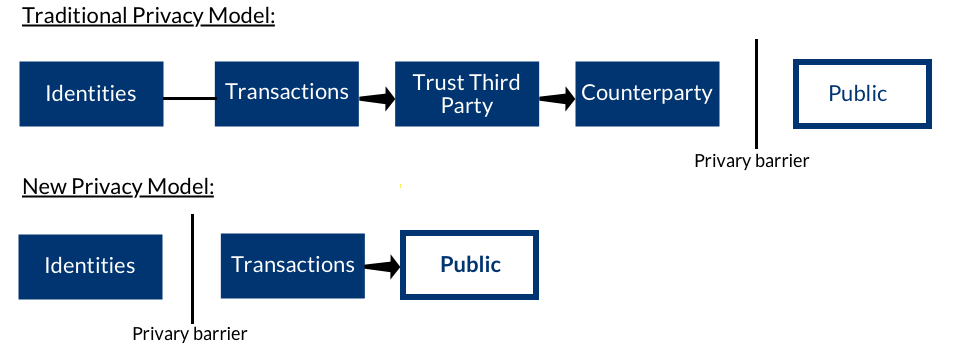 Traditional Privacy Model:
Identities
Transactions
Trust Third
Party
Counterparty
Public
Privary barrier
New Privacy Model:
Identities
Transactions
Public
Privary barrier